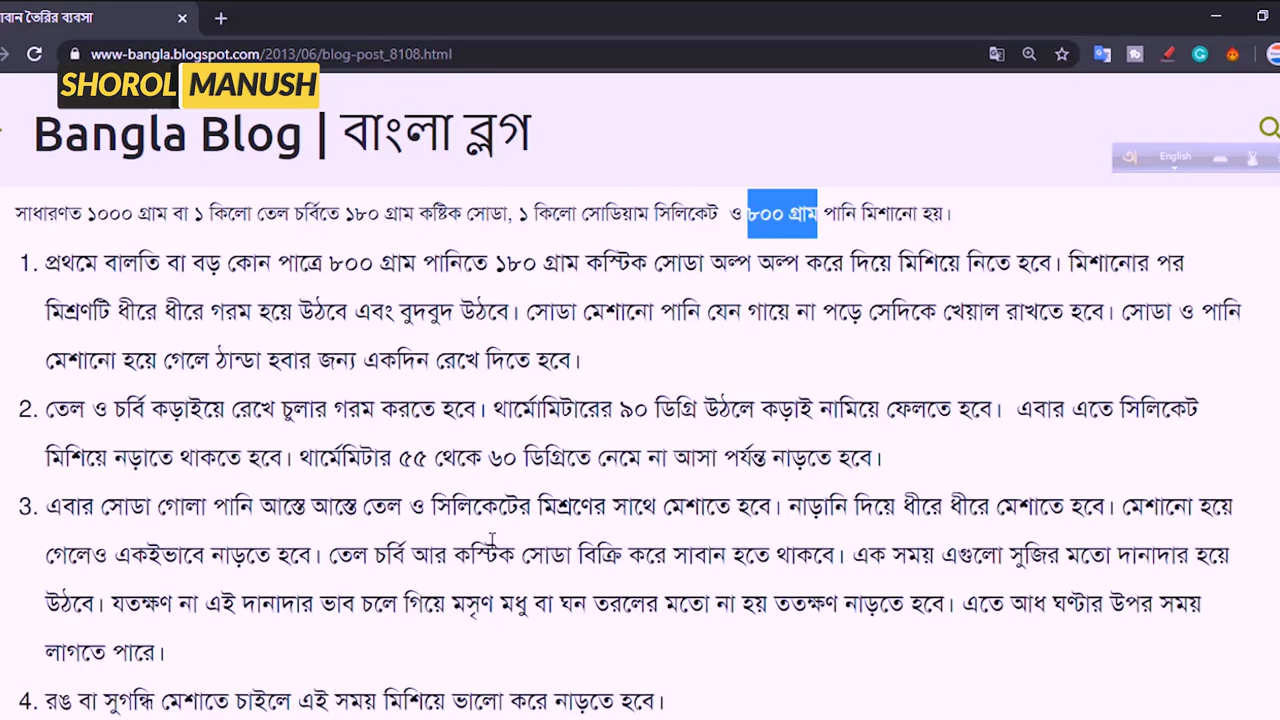 াবান তৈরির ব্যবসা
www-bangla.blogspot.com/2013/06/blog-post_8108.html
SHOROL MANUSH
Bangla Blog | বাংলা ব্লগ
English
সাধারণত ১০০০ গ্রাম বা ১ কিলো তেল চর্বিতে ১৮০ গ্রাম কষ্টিক সোডা, ১ কিলো সোডিয়াম সিলিকেট ও ৮০০ গ্রাম পানি মিশানো হয়।
1. প্রথমে বালতি বা বড় কোন পাত্রে ৮০০ গ্রাম পানিতে ১৮০ গ্রাম কস্টিক সোডা অল্প অল্প করে দিয়ে মিশিয়ে নিতে হবে। মিশানোর পর
মিশ্রণটি ধীরে ধীরে গরম হয়ে উঠবে এবং বুদবুদ উঠবে। সোডা মেশানো পানি যেন গায়ে না পড়ে সেদিকে খেয়াল রাখতে হবে। সোডা ও পানি
মেশানো হয়ে গেলে ঠান্ডা হবার জন্য একদিন রেখে দিতে হবে।
2. তেল ও চর্বি কড়াইয়ে রেখে চুলার গরম করতে হবে। থার্মোমিটারের ৯০ ডিগ্রি উঠলে কড়াই নামিয়ে ফেলতে হবে। এবার এতে সিলিকেট
মিশিয়ে নড়াতে থাকতে হবে। থার্মেমিটার ৫৫ থেকে ৬০ ডিগ্রিতে নেমে না আসা পর্যন্ত নাড়তে হবে।
3. এবার সোডা গোলা পানি আস্তে আস্তে তেল ও সিলিকেটের মিশ্রণের সাথে মেশাতে হবে। নাড়ানি দিয়ে ধীরে ধীরে মেশাতে হবে। মেশানো হয়ে
গেলেও একইভাবে নাড়তে হবে। তেল চর্বি আর কস্টিক সোডা বিক্রি করে সাবান হতে থাকবে। এক সময় এগুলো সুজির মতো দানাদার হয়ে
উঠবে। যতক্ষণ না এই দানাদার ভাব চলে গিয়ে মসৃণ মধু বা ঘন তরলের মতো না হয় ততক্ষণ নাড়তে হবে। এতে আধ ঘণ্টার উপর সময়
লাগতে পারে।
4. রঙ বা সুগন্ধি মেশাতে চাইলে এই সময় মিশিয়ে ভালো করে নাড়তে হবে।